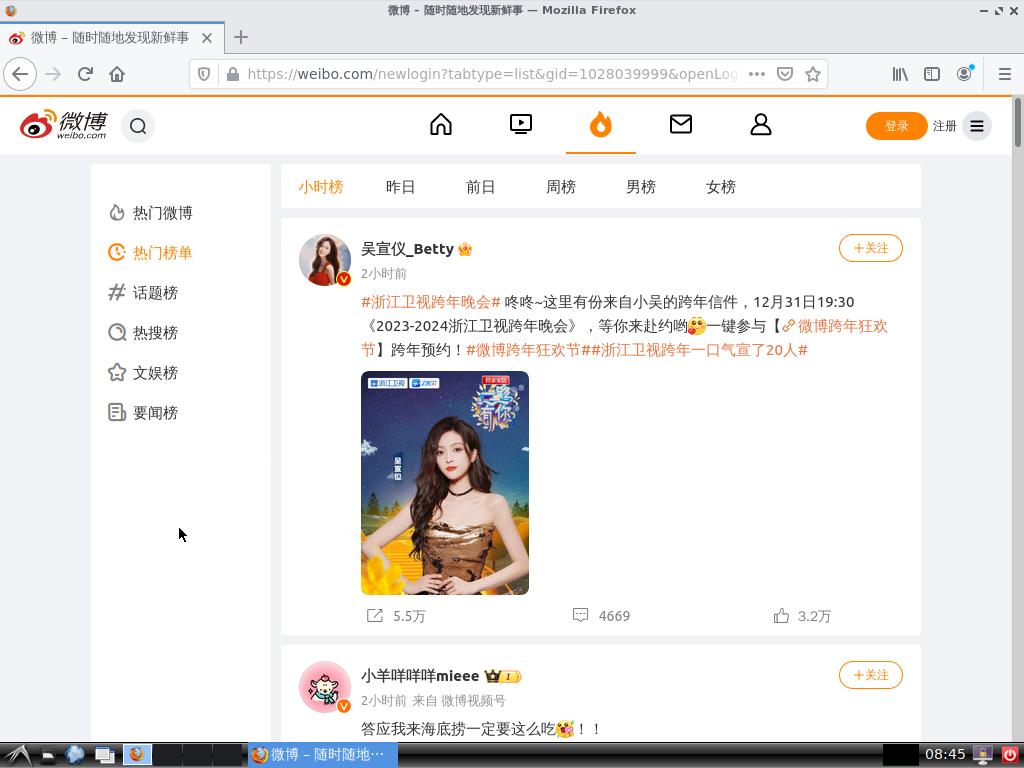 微博 – 随时随地发现新鲜事 — Mozilla Firefox
微博 – 随时随地发现新鲜事
https://weibo.com/newlogin?tabtype=list&gid=1028039999&openLog
微博
weibo.com
登录
注册
热门微博
热门榜单
话题榜
热搜榜
文娱榜
要闻榜
小时榜 昨日 前日 周榜 男榜 女榜
吴宣仪_Betty
+关注
2小时前
#浙江卫视跨年晚会# 咚咚~这里有份来自小吴的跨年信件，12月31日19:30
《2023-2024浙江卫视跨年晚会》，等你来赴约哟一键参与【微博跨年狂欢
节】跨年预约！#微博跨年狂欢节##浙江卫视跨年一口气宣了20人#
浙江卫视
一路
有你
吴宣仪
5.5万 4669 3.2万
小羊咩咩咩mieee
I
+关注
2小时前 来自 微博视频号
答应我来海底捞一定要这么吃！！
微博 – 随时随地···
08:45